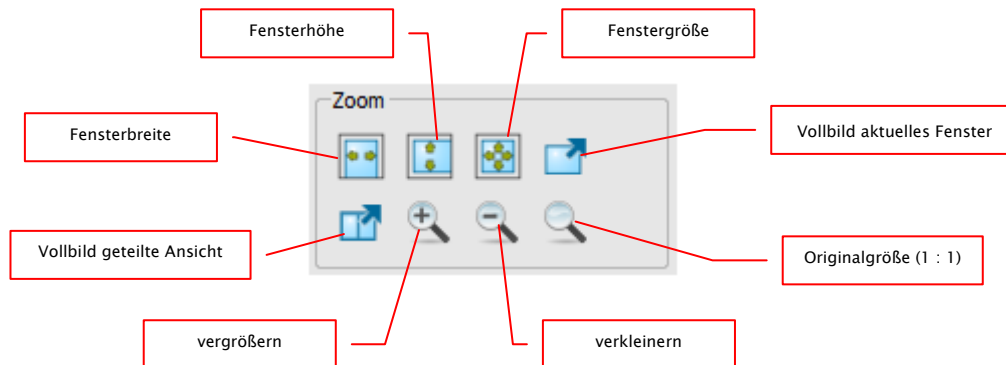 Fensterhöhe
Fenstergröße
Zoom
Fensterbreite
Vollbild aktuelles Fenster
Vollbild geteilte Ansicht
Originalgröße (1 : 1)
vergrößern
verkleinern